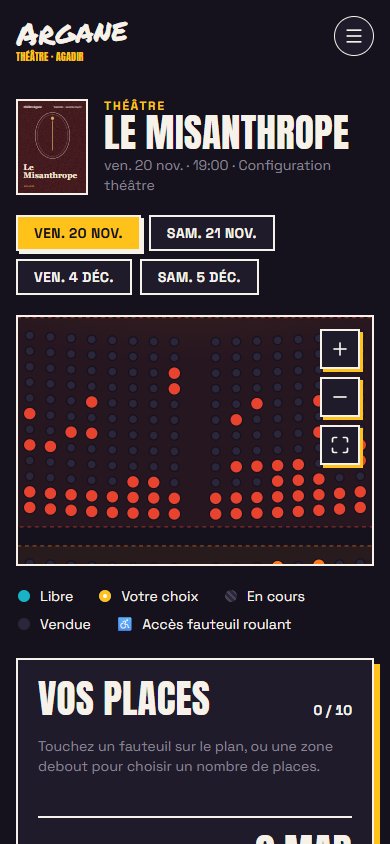 ARGANE
THÉÂTRE · AGADIR
Le
Misanthrope
THÉÂTRE
LE MISANTHROPE
ven. 20 nov. · 19:00 · Configuration
théâtre
VEN. 20 NOV.
SAM. 21 NOV.
VEN. 4 DÉC.
SAM. 5 DÉC.
Libre
Votre choix
En cours
Vendue
Accès fauteuil roulant
VOS PLACES
0 / 10
Touchez un fauteuil sur le plan, ou une zone
debout pour choisir un nombre de places.
0 MAD